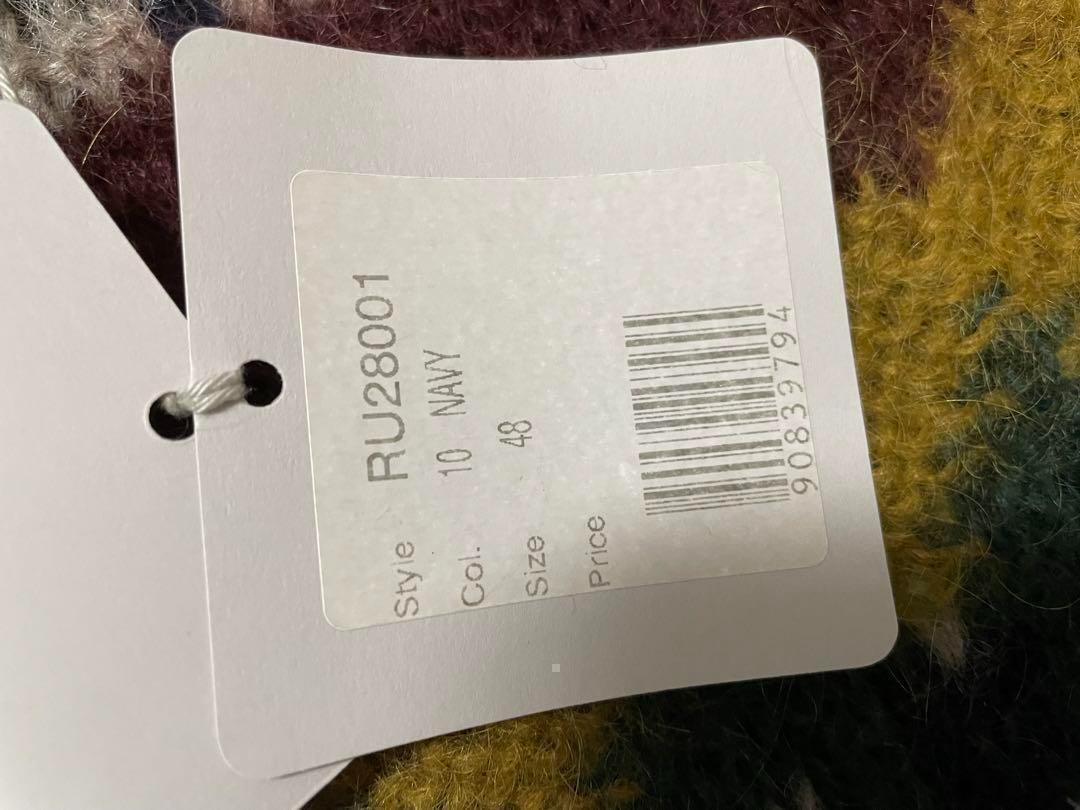 Style RU28001
Col. 10 NAVY
Size 48
Price
90839794